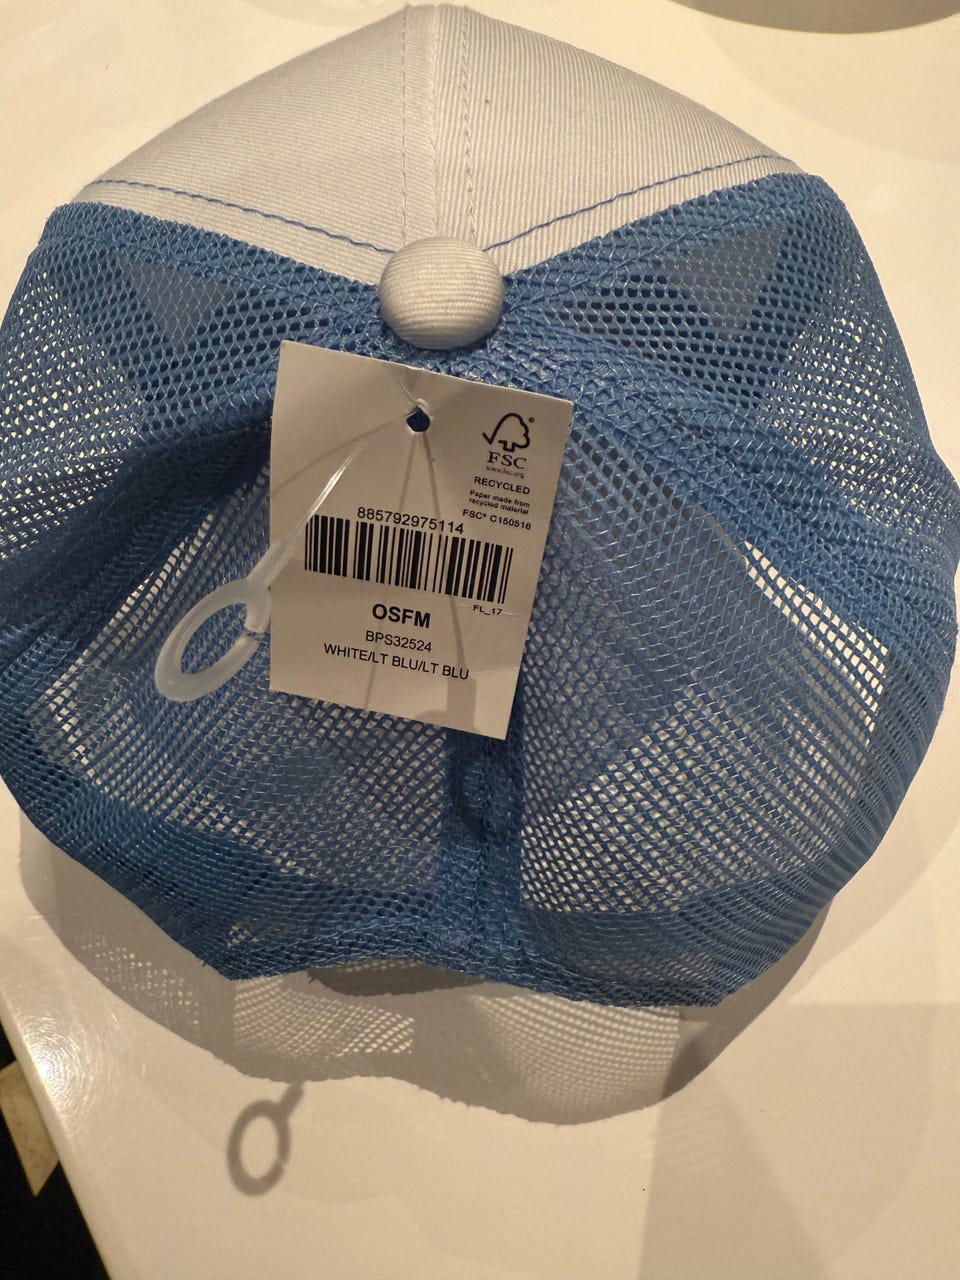 FSC
www.fsc.org
RECYCLED
Paper made from
recycled material
FSC® C150516
885792975114
FL_17
OSFM
BPS32524
WHITE/LT BLU/LT BLU